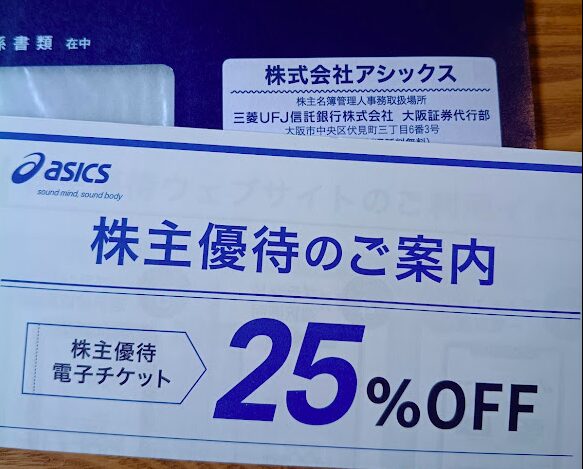 係書類 在中
株式会社アシックス
株主名簿管理人事務取扱場所
三菱UFJ信託銀行株式会社 大阪証券代行部
大阪市中央区伏見町三丁目6番3号
asics
sound mind, sound body
株主優待のご案内
株主優待
電子チケット
25%OFF